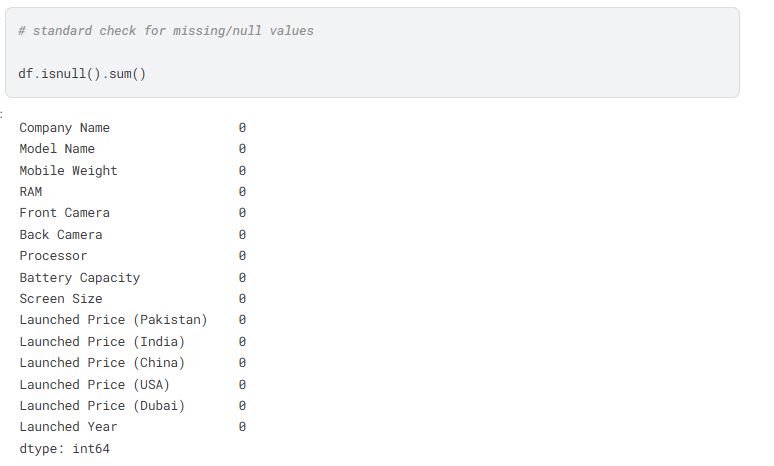 # standard check for missing/null values
df.isnull().sum()
:
Company Name 0
Model Name 0
Mobile Weight 0
RAM 0
Front Camera 0
Back Camera 0
Processor 0
Battery Capacity 0
Screen Size 0
Launched Price (Pakistan) 0
Launched Price (India) 0
Launched Price (China) 0
Launched Price (USA) 0
Launched Price (Dubai) 0
Launched Year 0
dtype: int64